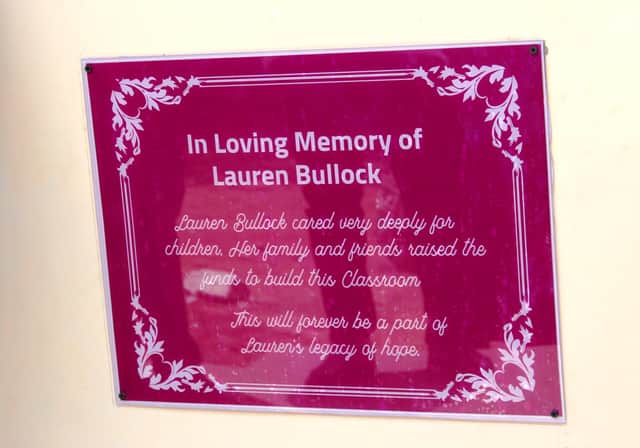 In Loving Memory of
Lauren Bullock
Lauren Bullock cared very deeply for
children. Her family and friends raised the
funds to build this Classroom
This will forever be a part of
Lauren's legacy of hope.